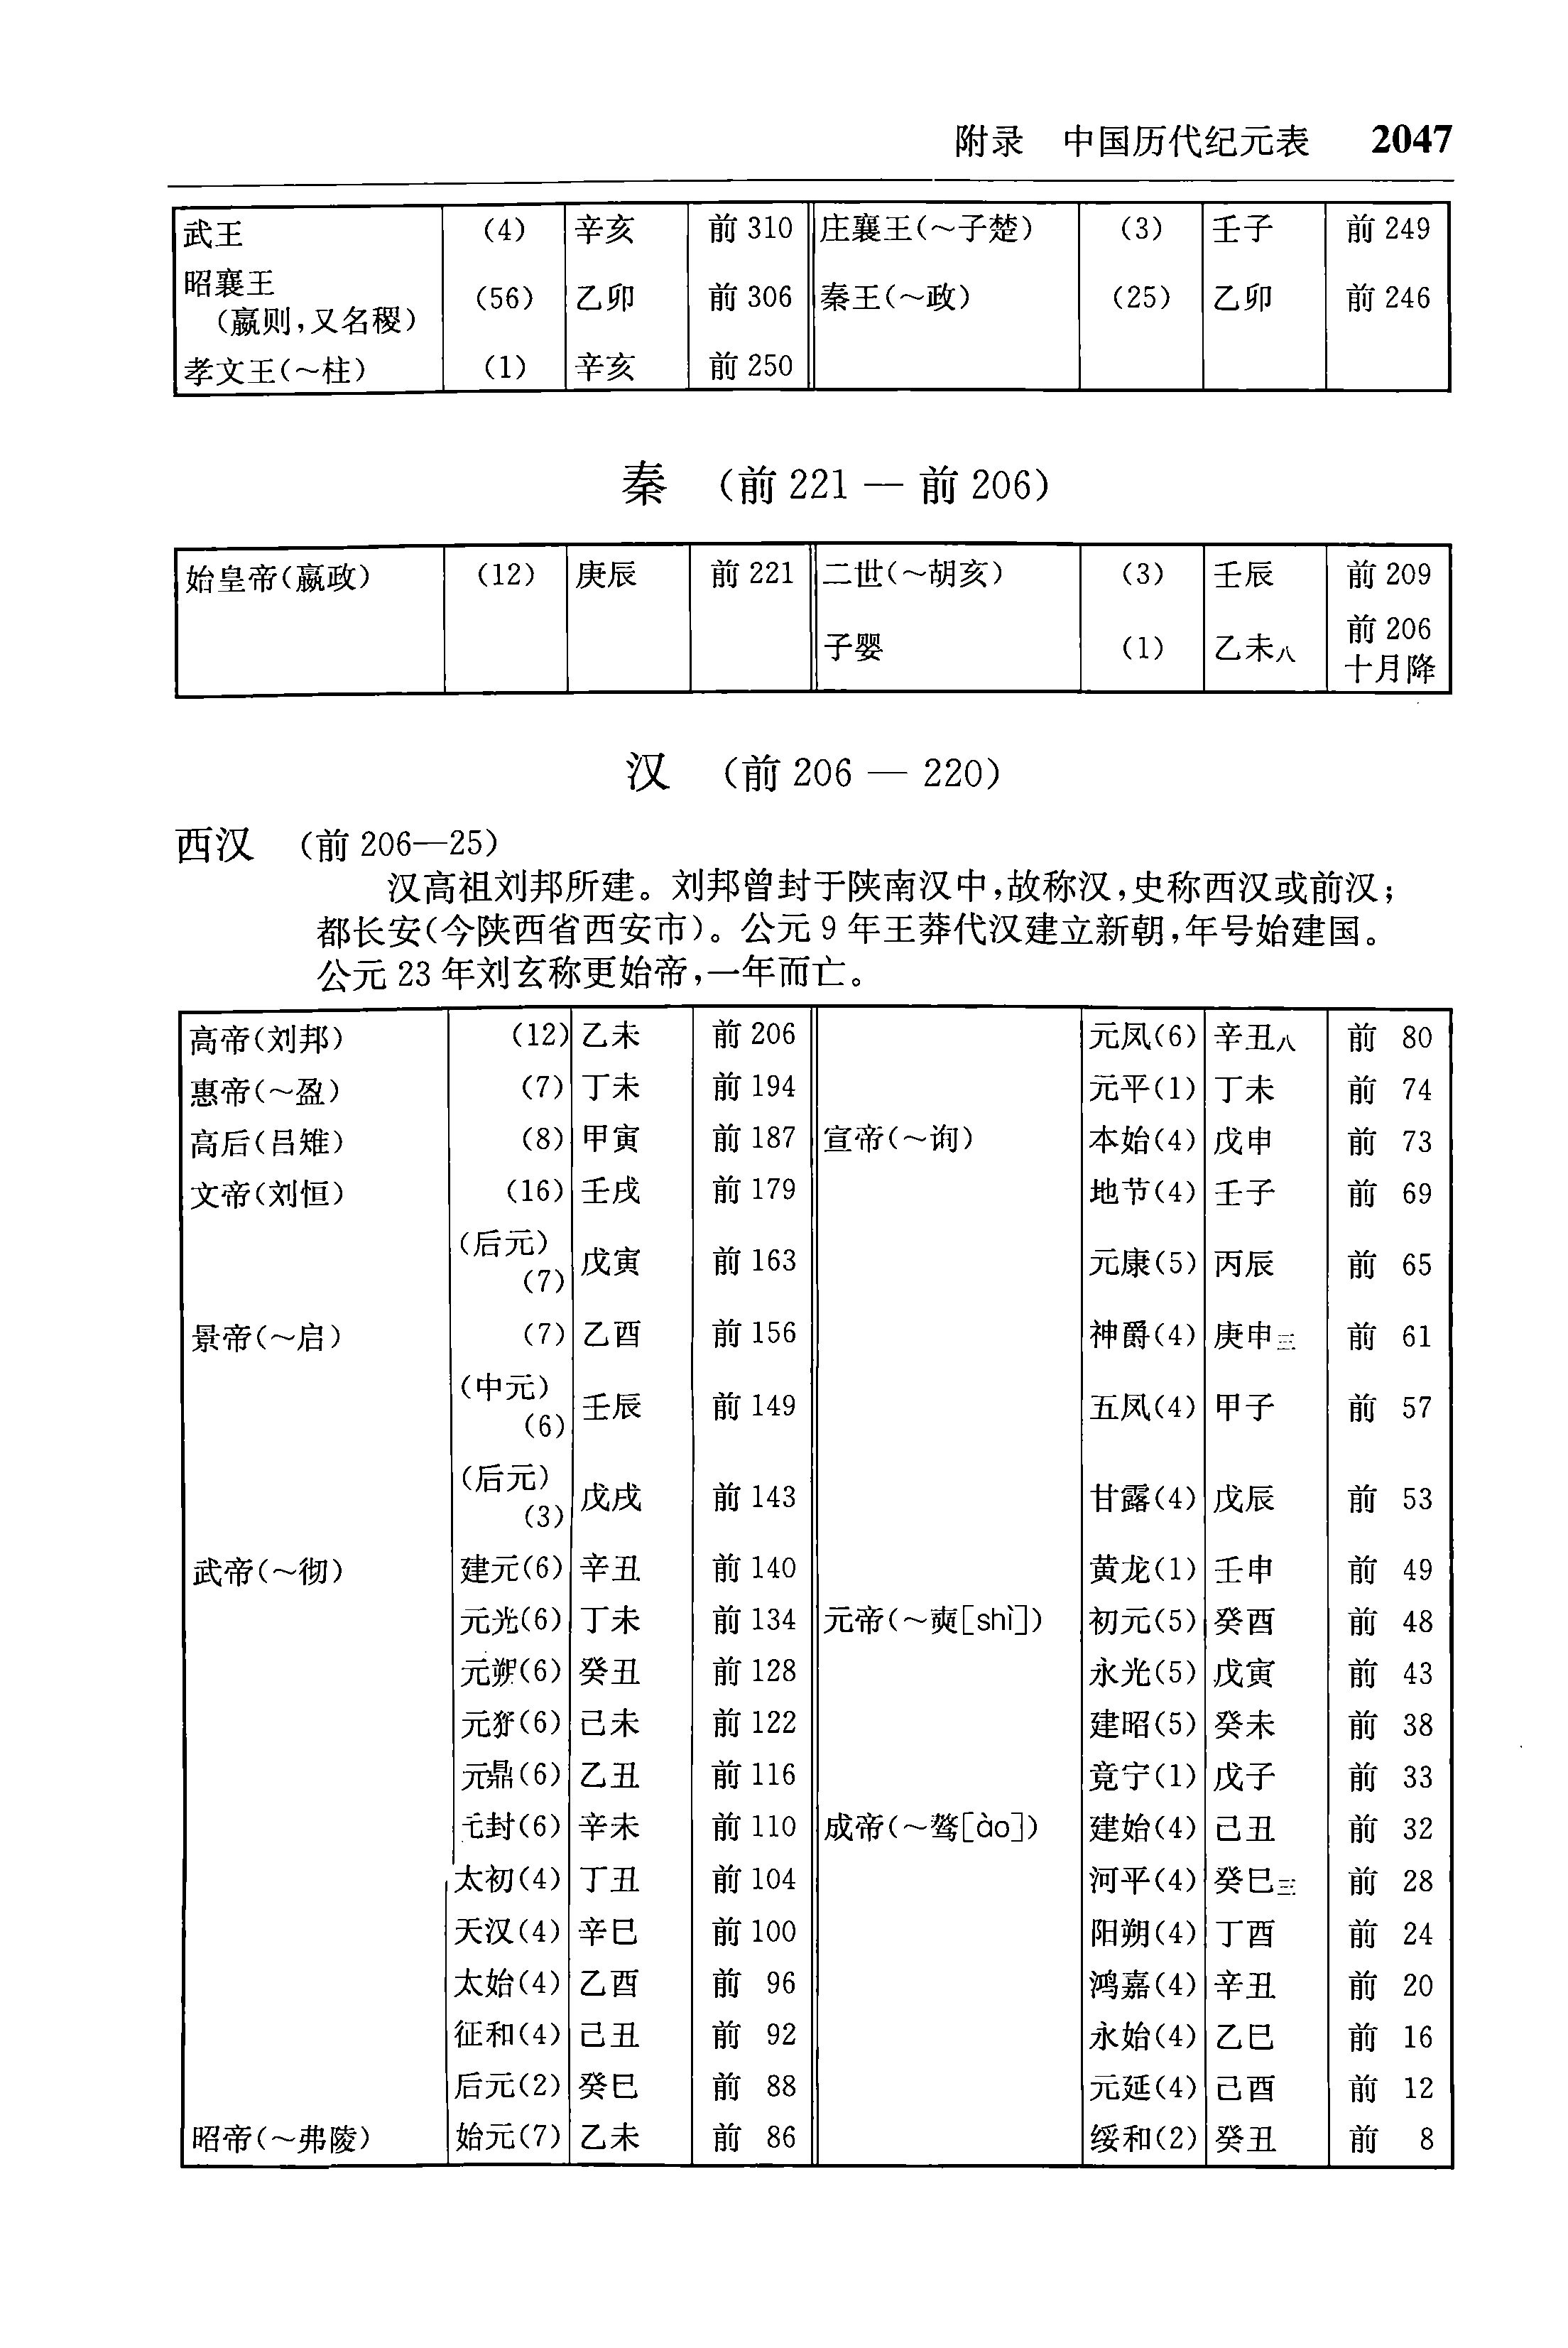 附录 中国历代纪元表 2047
武王 (4) 辛亥 前 310 庄襄王(～子楚) (3) 壬子 前 249
昭襄王
(嬴则,又名稷) (56) 乙卯 前 306 秦王(～政) (25) 乙卯 前 246
孝文王(～柱) (1) 辛亥 前 250
秦 (前 221 — 前 206)
始皇帝(嬴政) (12) 庚辰 前 221 二世(～胡亥) (3) 壬辰 前 209
子婴 (1) 乙未八 前 206
十月降
汉 (前 206 — 220)
西汉 (前 206—25)
汉高祖刘邦所建。刘邦曾封于陕南汉中,故称汉,史称西汉或前汉;
都长安(今陕西省西安市)。公元 9 年王莽代汉建立新朝,年号始建国。
公元 23 年刘玄称更始帝,一年而亡。
高帝(刘邦) (12) 乙未 前 206
惠帝(～盈) (7) 丁未 前 194
高后(吕雉) (8) 甲寅 前 187
文帝(刘恒) (16) 壬戌 前 179
(后元)
(7) 戊寅 前 163
景帝(～启) (7) 乙酉 前 156
(中元)
(6) 壬辰 前 149
(后元)
(3) 戊戌 前 143
武帝(～彻) 建元(6) 辛丑 前 140
元光(6) 丁未 前 134
元朔(6) 癸丑 前 128
元狩(6) 己未 前 122
元鼎(6) 乙丑 前 116
元封(6) 辛未 前 110
太初(4) 丁丑 前 104
天汉(4) 辛巳 前 100
太始(4) 乙酉 前 96
征和(4) 己丑 前 92
后元(2) 癸巳 前 88
昭帝(～弗陵) 始元(7) 乙未 前 86
元凤(6) 辛丑八 前 80
元平(1) 丁未 前 74
宣帝(～询) 本始(4) 戊申 前 73
地节(4) 壬子 前 69
元康(5) 丙辰 前 65
神爵(4) 庚申三 前 61
五凤(4) 甲子 前 57
甘露(4) 戊辰 前 53
黄龙(1) 壬申 前 49
元帝(～奭[shì]) 初元(5) 癸酉 前 48
永光(5) 戊寅 前 43
建昭(5) 癸未 前 38
竟宁(1) 戊子 前 33
成帝(～骜[ào]) 建始(4) 己丑 前 32
河平(4) 癸巳三 前 28
阳朔(4) 丁酉 前 24
鸿嘉(4) 辛丑 前 20
永始(4) 乙巳 前 16
元延(4) 己酉 前 12
绥和(2) 癸丑 前 8